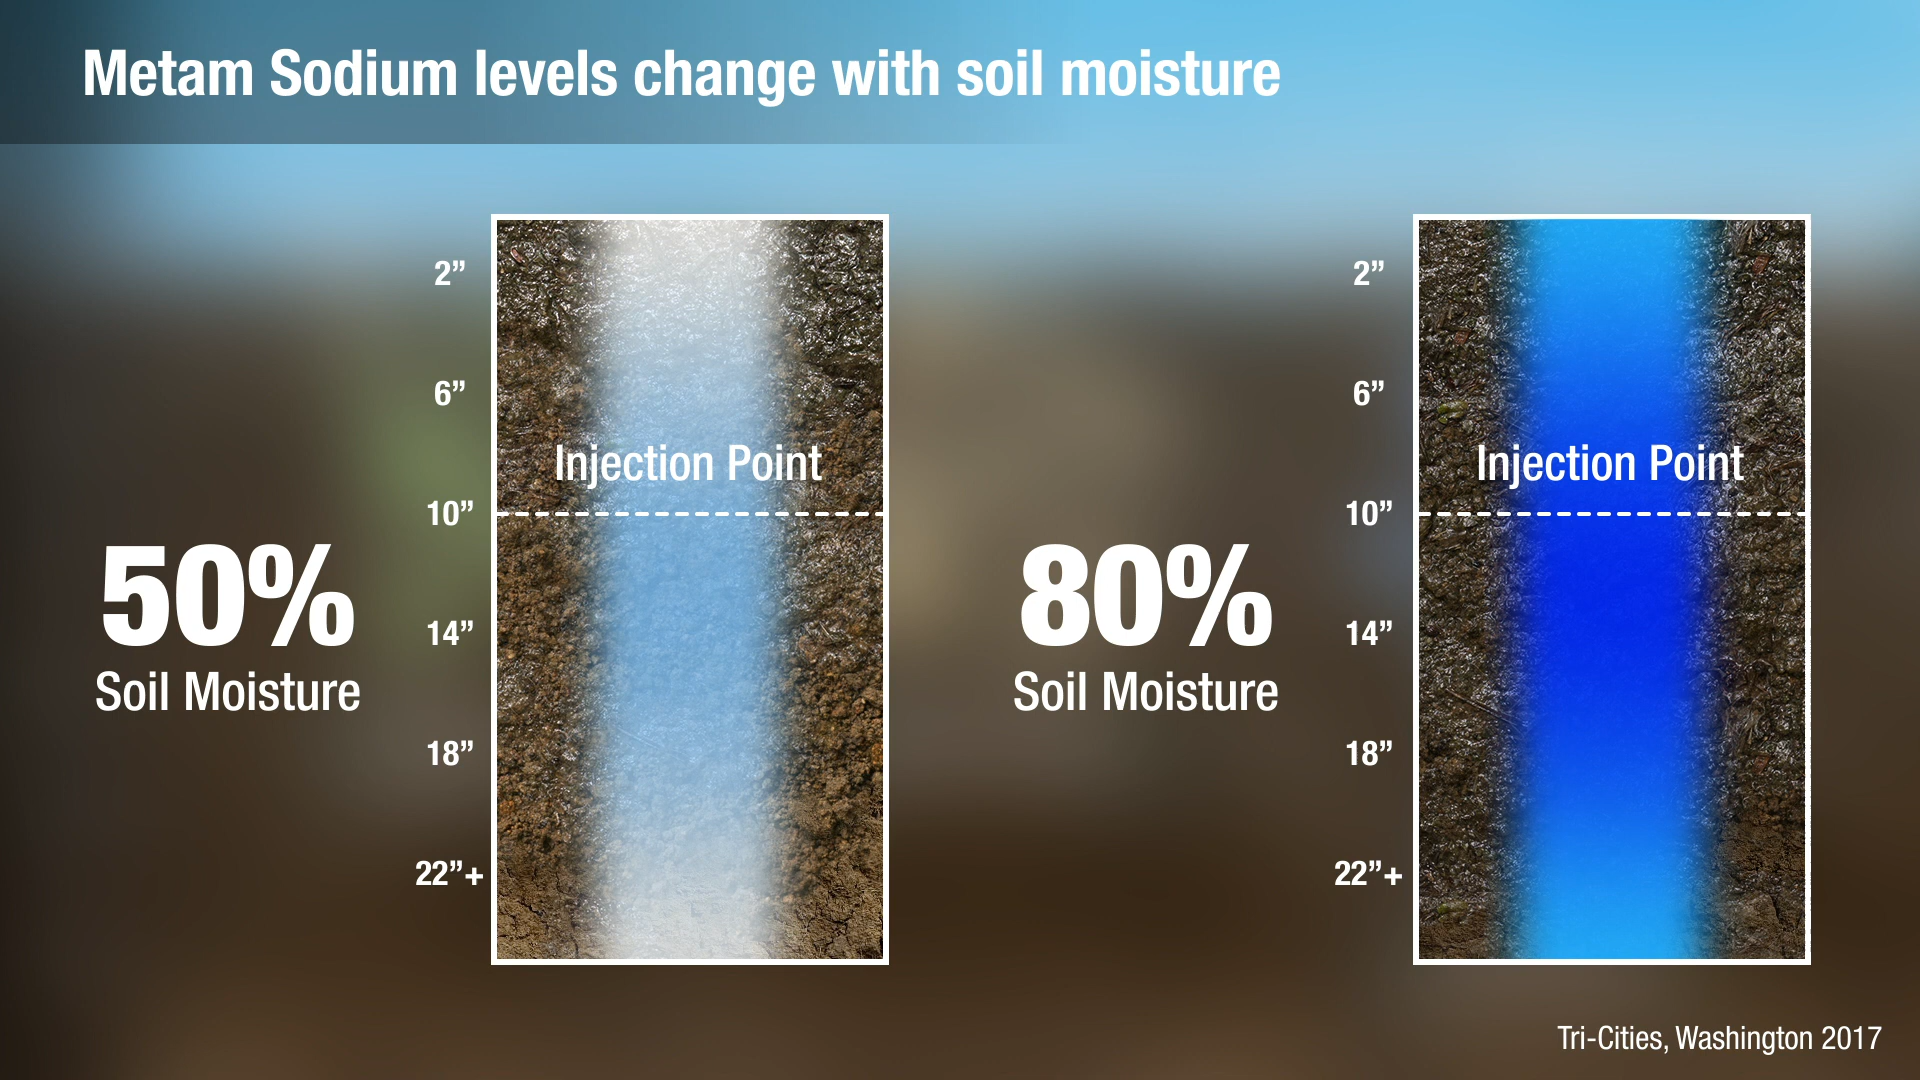 Metam Sodium levels change with soil moisture
50%
Soil Moisture
2”
6”
10”
14”
18”
22”+
Injection Point
80%
Soil Moisture
2”
6”
10”
14”
18”
22”+
Injection Point
Tri-Cities, Washington 2017